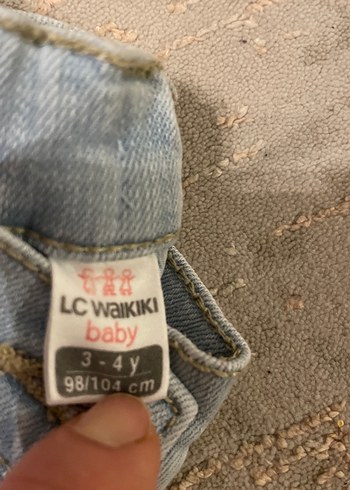 LC WAIKIKI
baby
3 - 4 y
98/104 cm